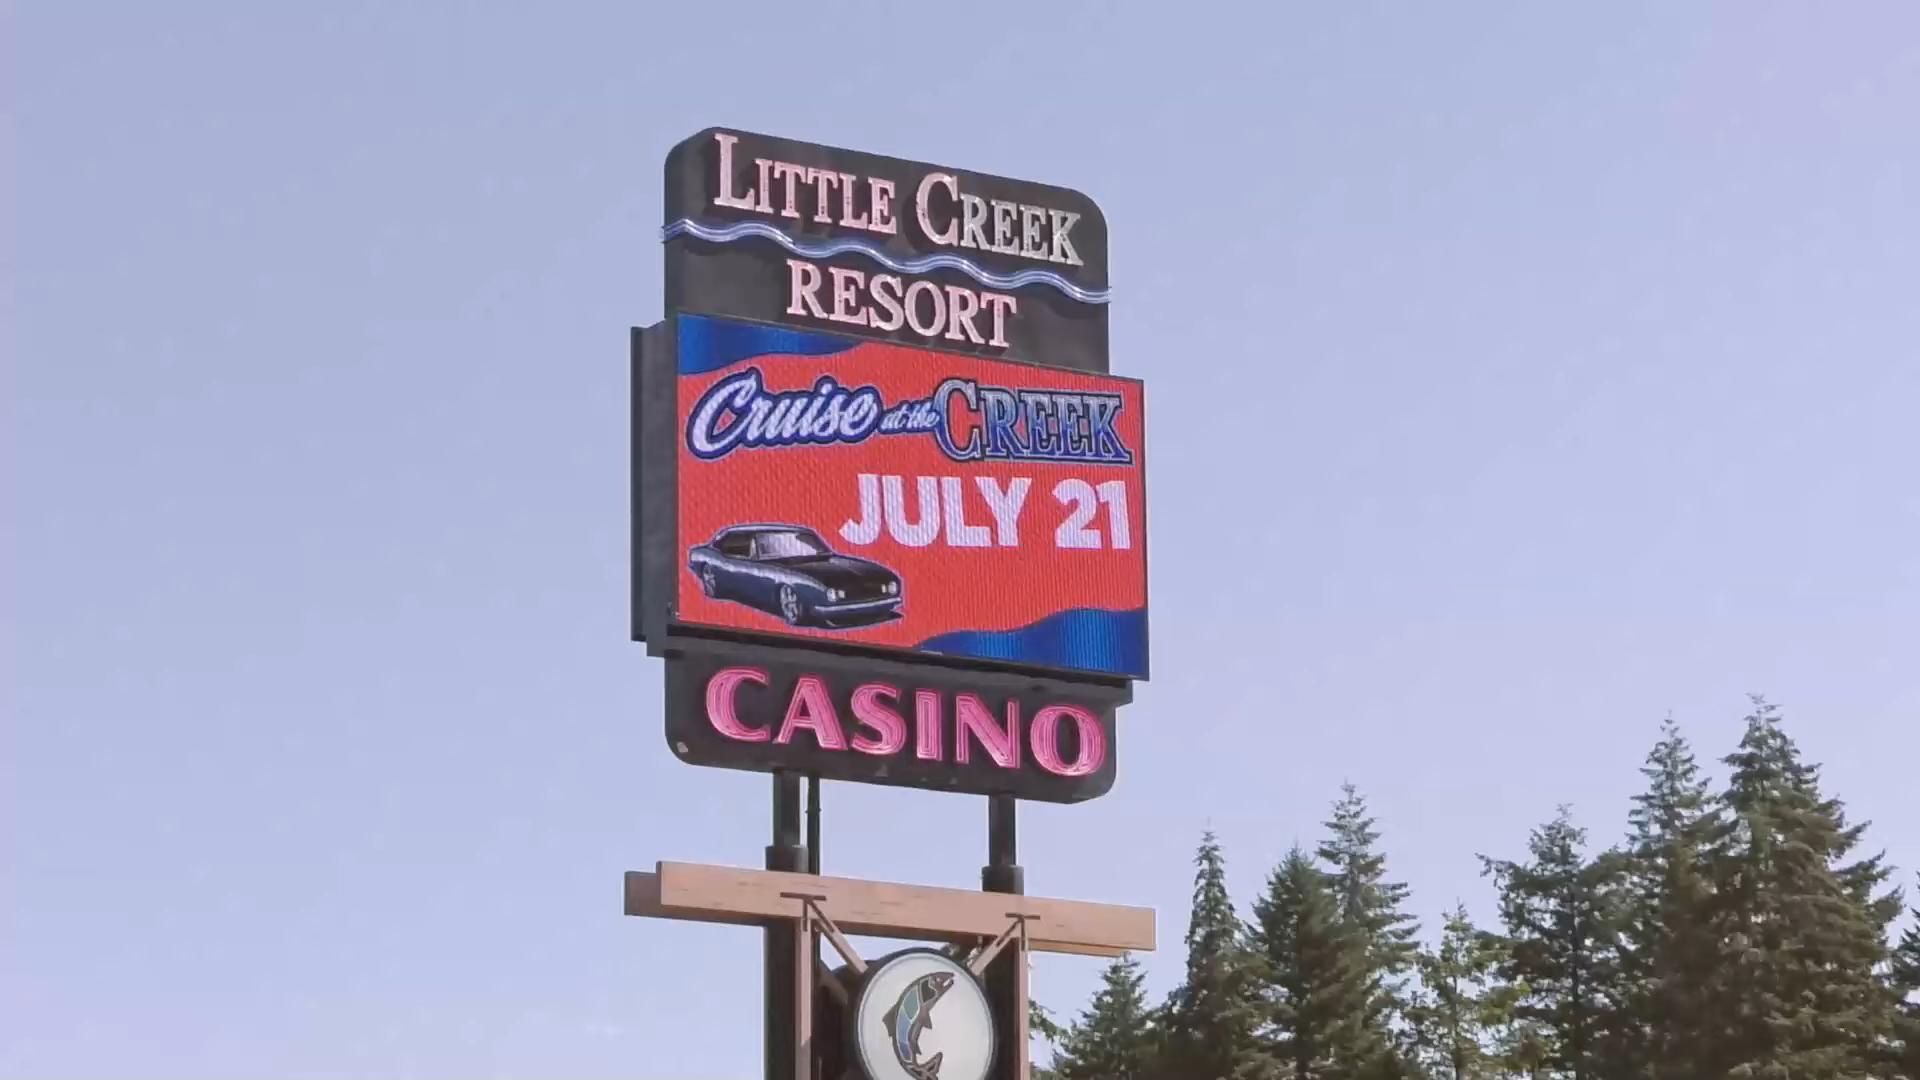 LITTLE CREEK
RESORT
Cruise at the CREEK
JULY 21
CASINO